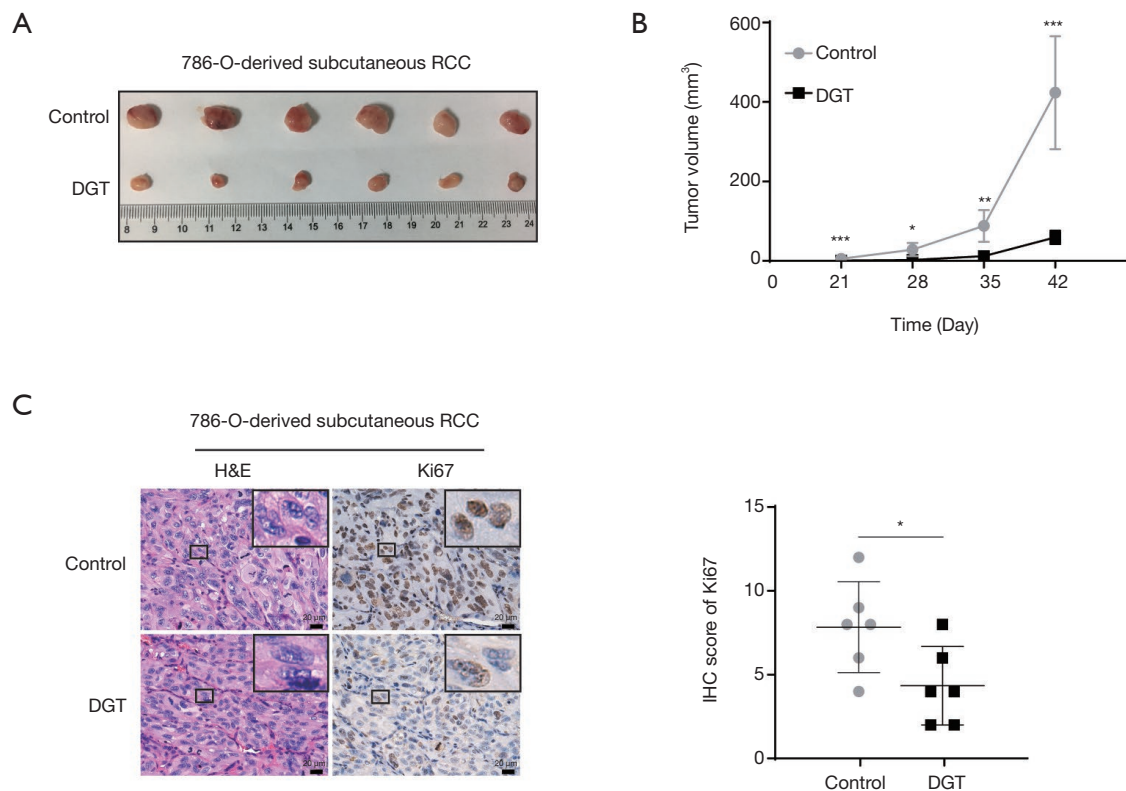 A
786-O-derived subcutaneous RCC
Control
DGT
8 9 10 11 12 13 14 15 16 17 18 19 20 21 22 23 24
B
600
400
200
0
Tumor volume (mm³)
Control
DGT
***
*
**
***
0 21 28 35 42
Time (Day)
C
786-O-derived subcutaneous RCC
H&E Ki67
Control
DGT
20 μm
20 μm
20 μm
20 μm
15
10
5
0
IHC score of Ki67
*
Control DGT